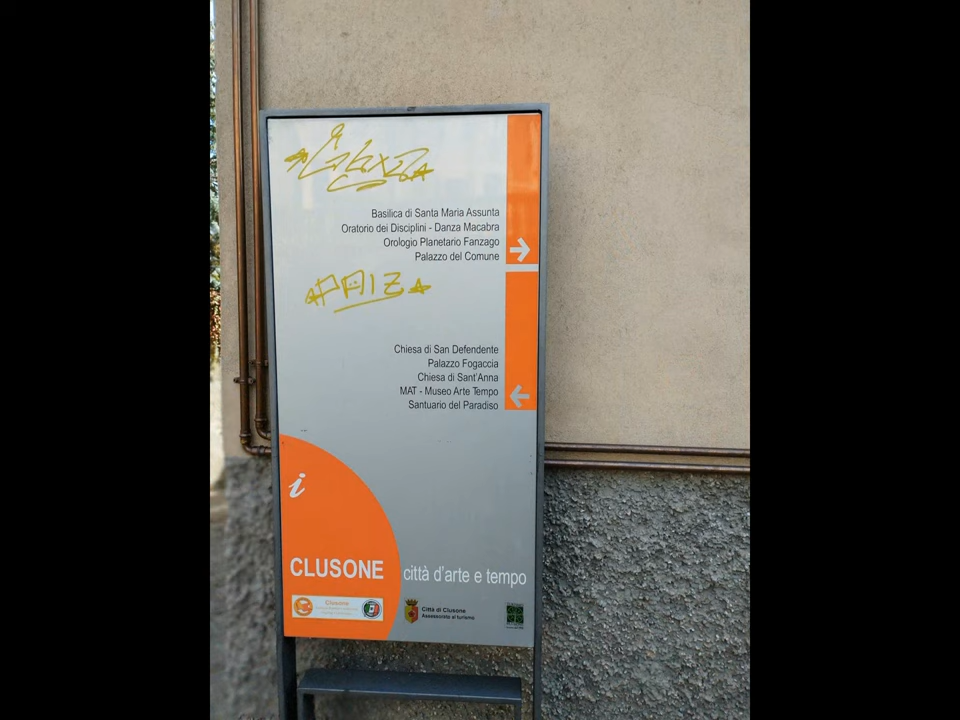 Basilica di Santa Maria Assunta
Oratorio dei Disciplini - Danza Macabra
Orologio Planetario Fanzago
Palazzo del Comune
PAIZ
Chiesa di San Defendente
Palazzo Fogaccia
Chiesa di Sant'Anna
MAT - Museo Arte Tempo
Santuario del Paradiso
i
CLUSONE città d'arte e tempo
Clusone
Città di Clusone
Assessorato al turismo